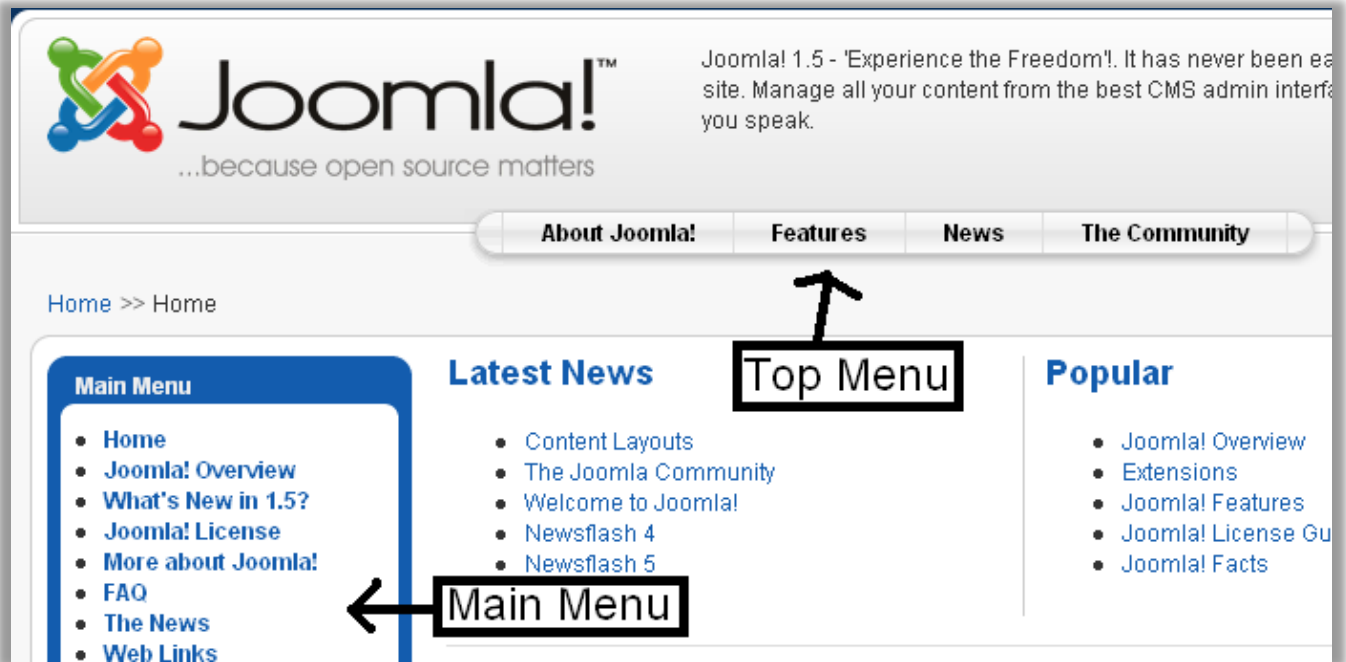 Joomla!™
...because open source matters
Joomla! 1.5 - 'Experience the Freedom'!. It has never been ea
site. Manage all your content from the best CMS admin interfa
you speak.
About Joomla! Features News The Community
Home >> Home
Top Menu
Main Menu
Home
Joomla! Overview
What's New in 1.5?
Joomla! License
More about Joomla!
FAQ
The News
Web Links
Main Menu
Latest News
Content Layouts
The Joomla Community
Welcome to Joomla!
Newsflash 4
Newsflash 5
Popular
Joomla! Overview
Extensions
Joomla! Features
Joomla! License Gu
Joomla! Facts